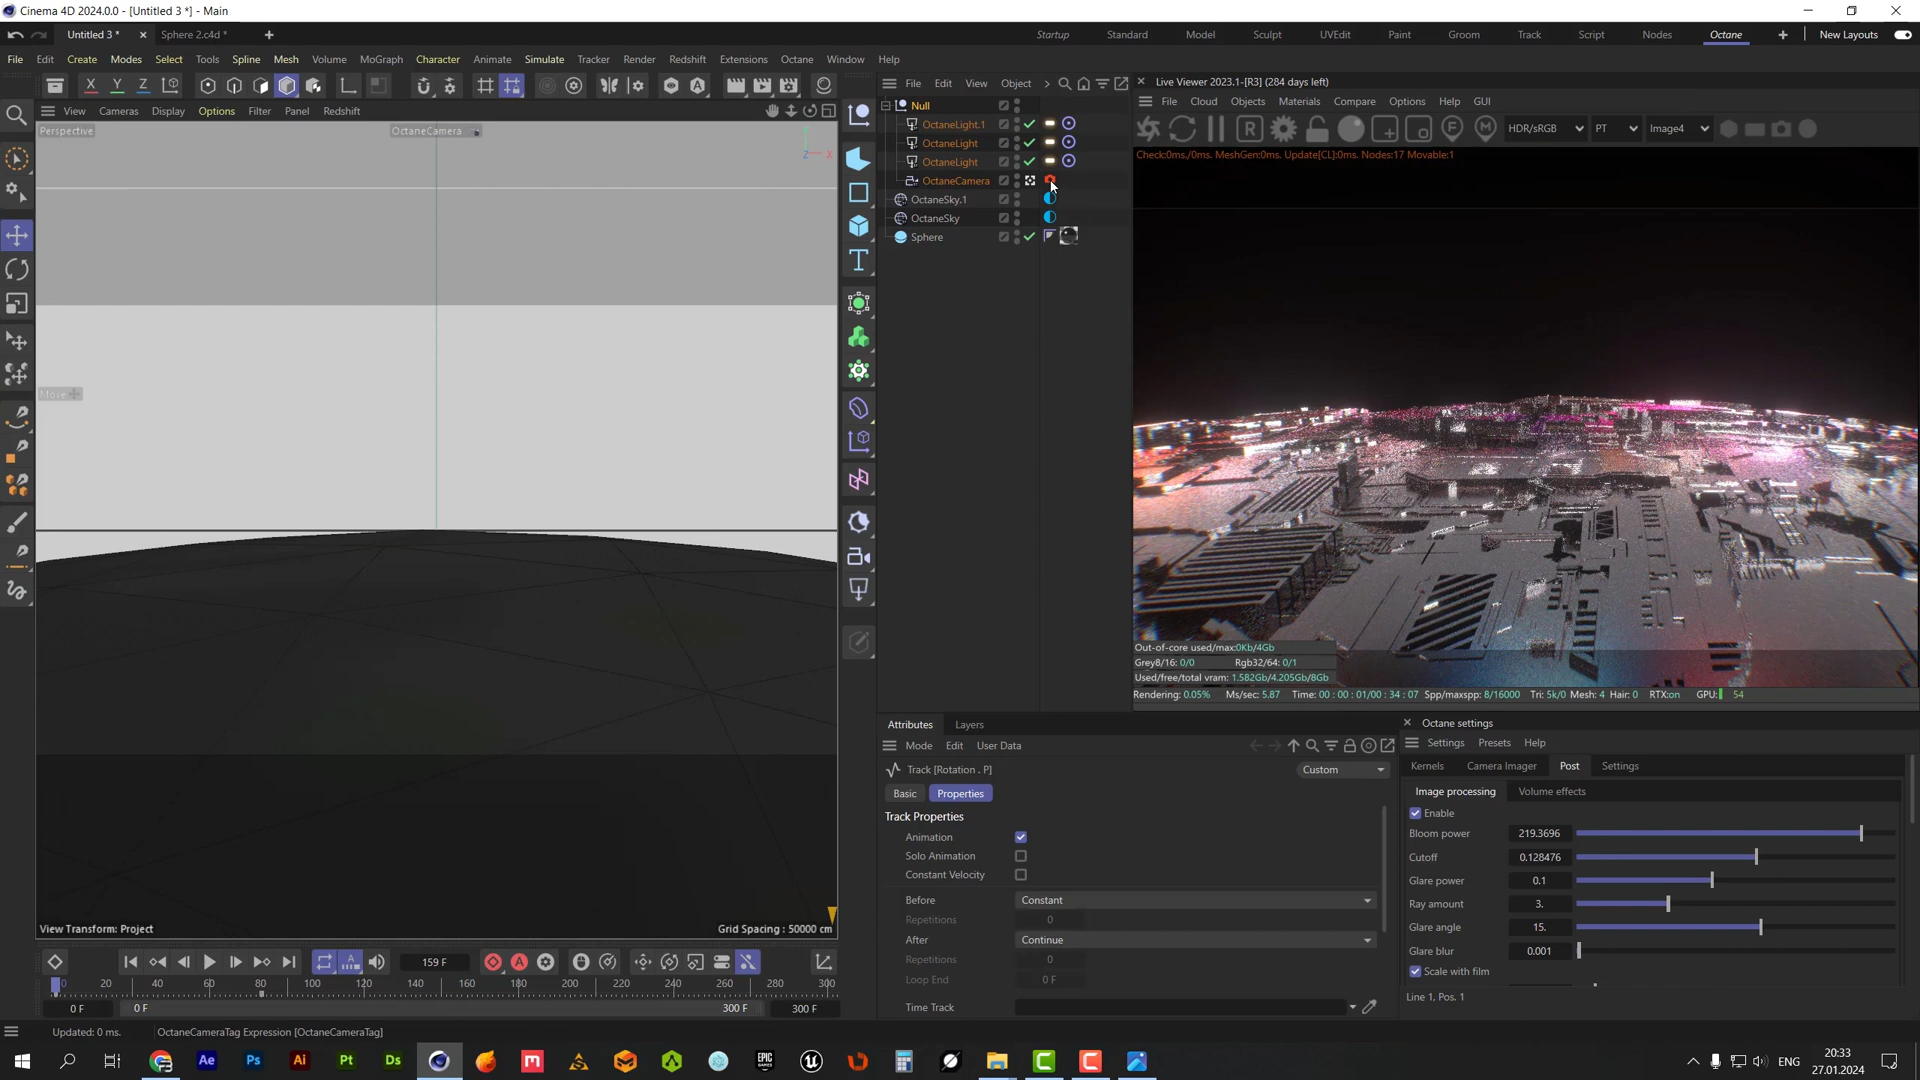 Cinema 4D 2024.0.0 - [Untitled 3 *] - Main
Untitled 3 *
Sphere 2.c4d *
Startup Standard Model Sculpt UVEdit Paint Groom Track Script Nodes Octane New Layouts
File Edit Create Modes Select Tools Spline Mesh Volume MoGraph Character Animate Simulate Tracker Render Redshift Extensions Octane Window Help
X Y Z
File Edit View Object
Live Viewer 2023.1-[R3] (284 days left)
File Cloud Objects Materials Compare Options Help GUI
HDR/sRGB PT Image4
Check:0ms./0ms. MeshGen:0ms. Update[CL]:0ms. Nodes:17 Movable:1
View Cameras Display Options Filter Panel Redshift
Perspective
OctaneCamera
Z X
Move
Null
OctaneLight.1
OctaneLight
OctaneLight
OctaneCamera
OctaneSky.1
OctaneSky
Sphere
Out-of-core used/max:0Kb/4Gb
Grey8/16: 0/0 Rgb32/64: 0/1
Used/free/total vram: 1.582Gb/4.205Gb/8Gb
Rendering: 0.05% Ms/sec: 5.87 Time: 00 : 00 : 01/00 : 34 : 07 Spp/maxspp: 8/16000 Tri: 5k/0 Mesh: 4 Hair: 0 RTX:on GPU: 54
Attributes Layers
Mode Edit User Data
Track [Rotation . P]
Custom
Basic Properties
Track Properties
Animation
Solo Animation
Constant Velocity
Before Constant
Repetitions 0
After Continue
Repetitions 0
Loop End 0 F
Time Track
Octane settings
Settings Presets Help
Kernels Camera Imager Post Settings
Image processing Volume effects
Enable
Bloom power 219.3696
Cutoff 0.128476
Glare power 0.1
Ray amount 3.
Glare angle 15.
Glare blur 0.001
Scale with film
Line 1, Pos. 1
View Transform: Project
Grid Spacing : 50000 cm
159 F
0 20 40 60 80 100 120 140 160 180 200 220 240 260 280 300
0 F 0 F 300 F 300 F
Updated: 0 ms. OctaneCameraTag Expression [OctaneCameraTag]
Ae Ps Ai Pt Ds
ENG
20:33
27.01.2024